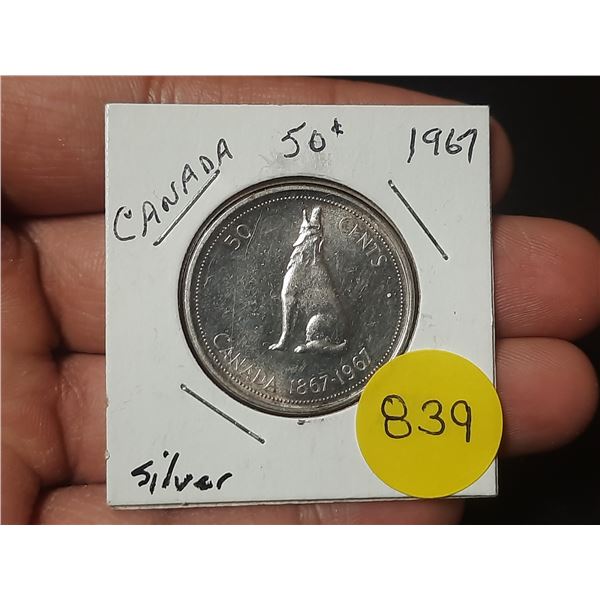 CANADA 50¢ 1967
50 CENTS
CANADA 1867-1967
839
Silver